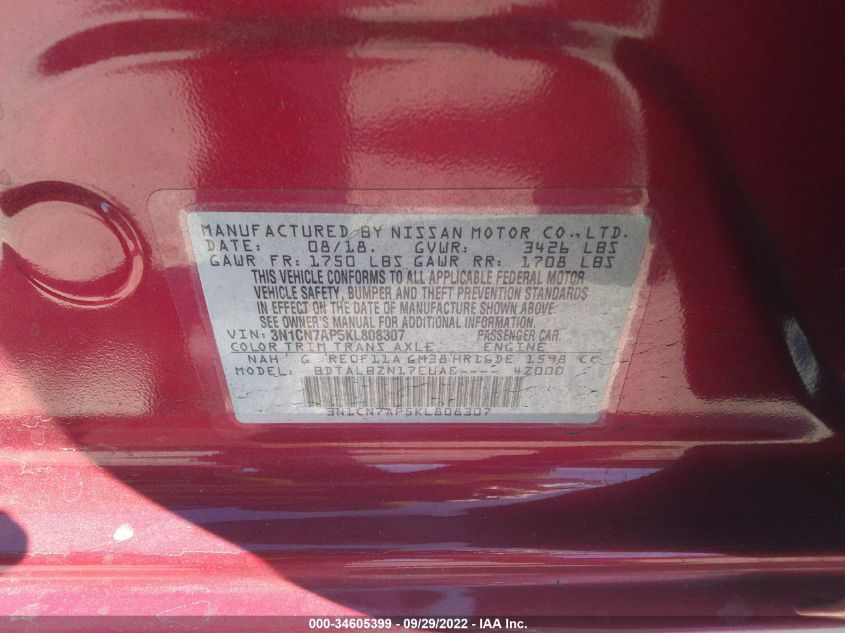 MANUFACTURED BY NISSAN MOTOR CO., LTD.
DATE: 08/18. GVWR: 3426 LBS
GAWR FR: 1750 LBS GAWR RR: 1708 LBS
THIS VEHICLE CONFORMS TO ALL APPLICABLE FEDERAL MOTOR
VEHICLE SAFETY, BUMPER AND THEFT PREVENTION STANDARDS
IN EFFECT ON THE DATE OF MANUFACTURE SHOWN ABOVE.
SEE OWNER'S MANUAL FOR ADDITIONAL INFORMATION.
VIN: 3N1CN7AP5KL808307 PASSENGER CAR.
COLOR TRIM TRANS AXLE ENGINE
NAH G RE0F11A GM38 HR16DE 1598 CC
MODEL: BDTALBZN17EUAE---- 4Z000
3N1CN7AP5KL808307
000-34605399 - 09/29/2022 - IAA Inc.